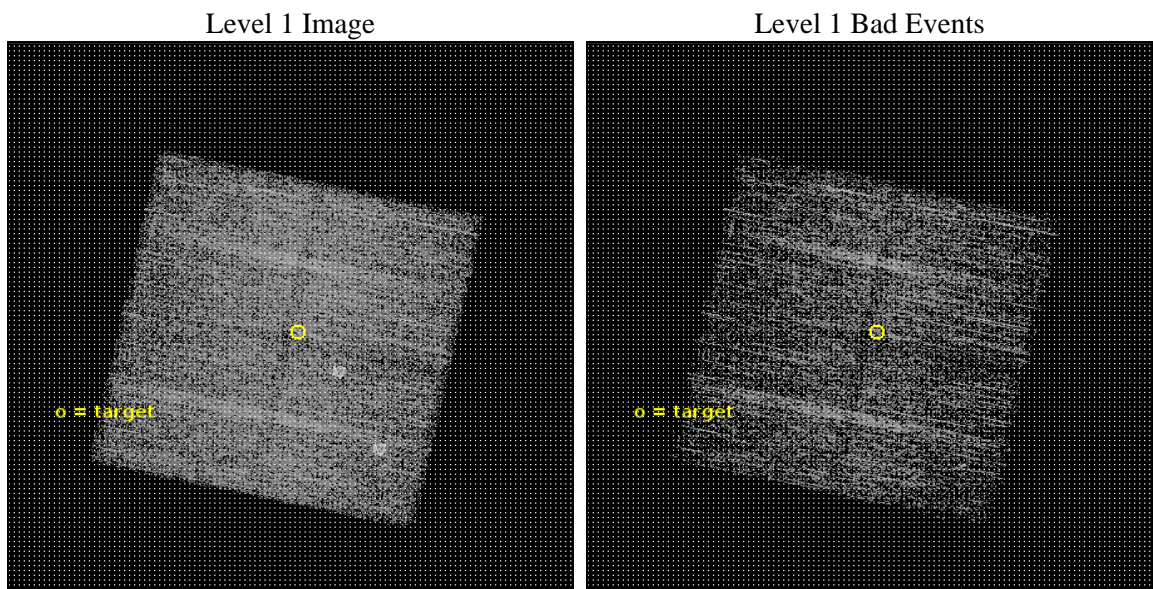 Level 1 Image
Level 1 Bad Events
o = target
o = target